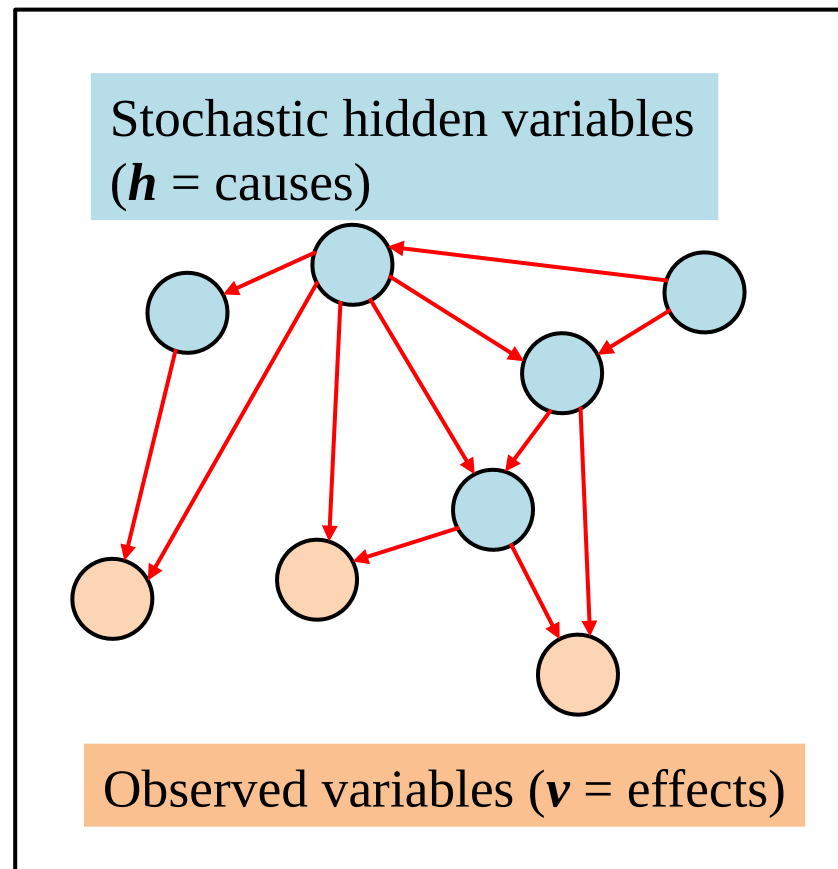 Stochastic hidden variables
(h = causes)
Observed variables (v = effects)